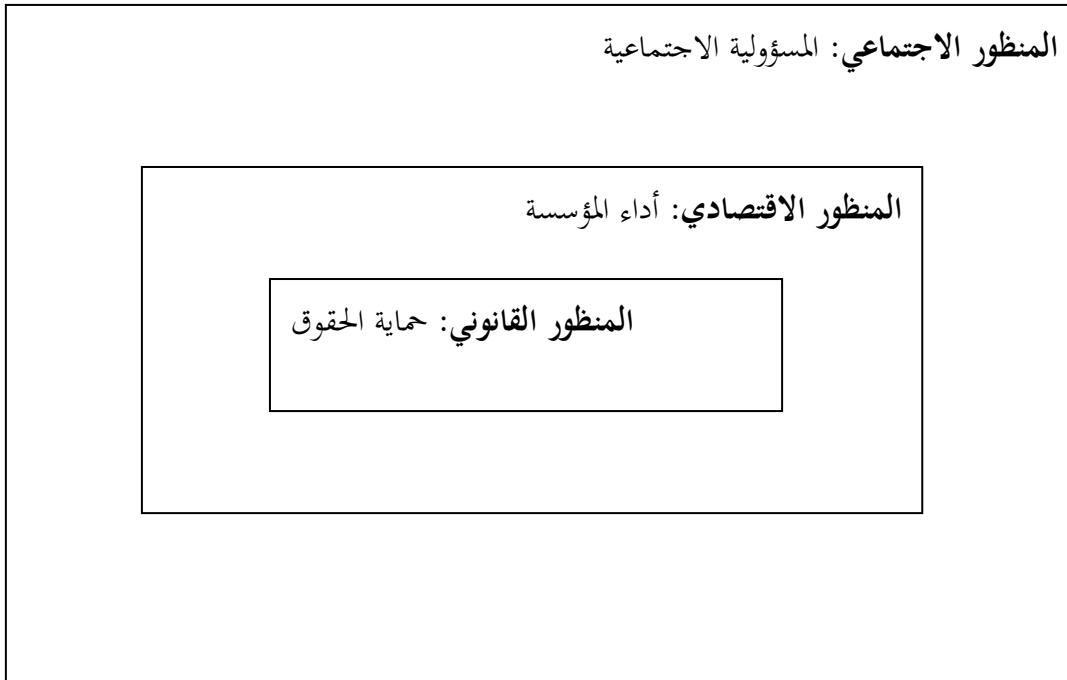 المنظور الاجتماعي: المسؤولية الاجتماعية
المنظور الاقتصادي: أداء المؤسسة
المنظور القانوني: حماية الحقوق